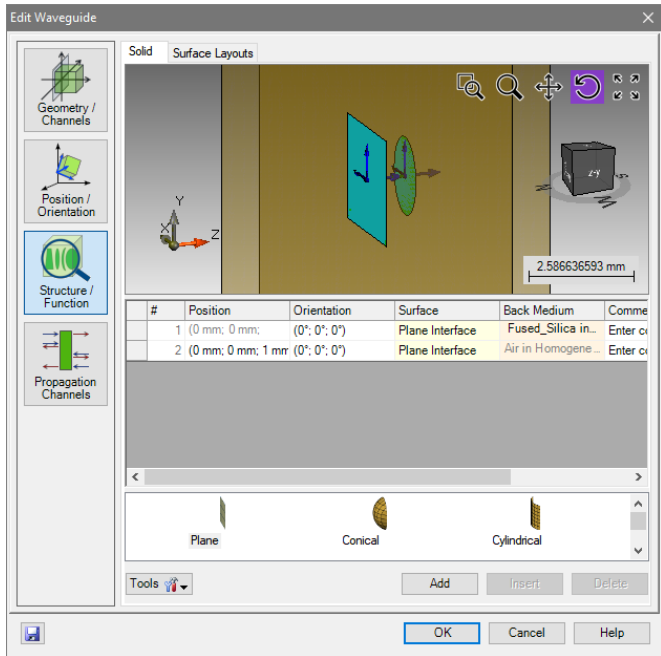 Edit Waveguide
Geometry /
Channels
Position /
Orientation
Structure /
Function
Propagation
Channels
Solid
Surface Layouts
Y
X
Z
z-y
2.586636593 mm
# Position Orientation Surface Back Medium Comme
1 (0 mm; 0 mm; (0°; 0°; 0°) Plane Interface Fused_Silica in... Enter co
2 (0 mm; 0 mm; 1 mm (0°; 0°; 0°) Plane Interface Air in Homogene... Enter co
Plane
Conical
Cylindrical
Tools
Add
Insert
Delete
OK
Cancel
Help